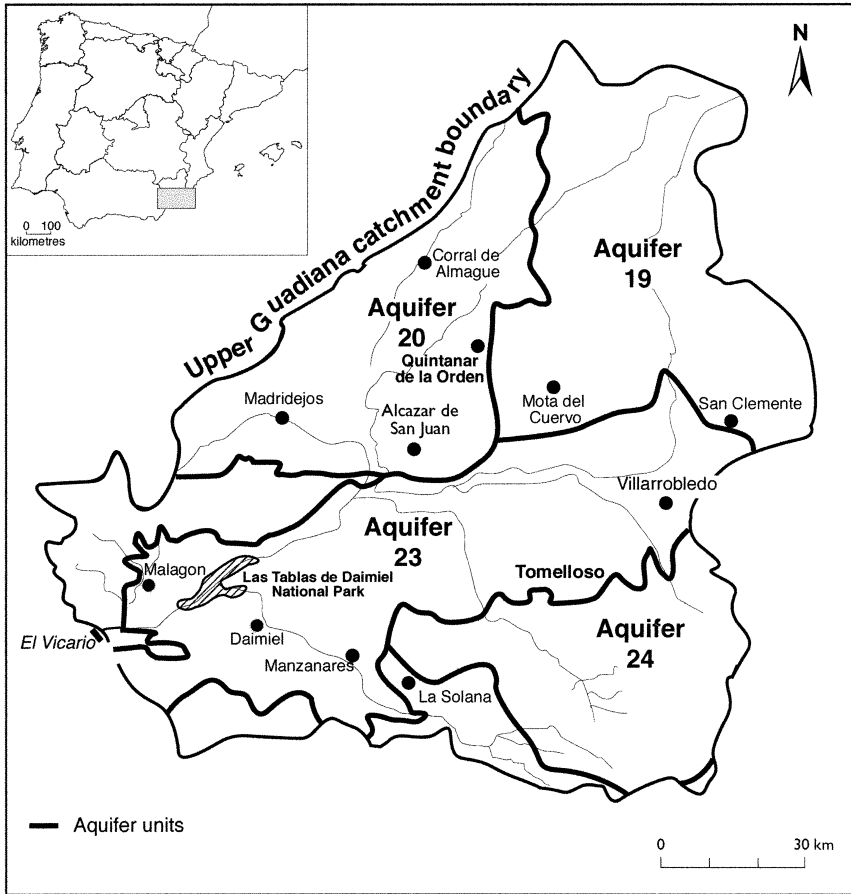 0 100
kilometres
N
Upper Guadiana catchment boundary
Aquifer
19
Corral de
Almague
Aquifer
20
Quintanar
de la Orden
Mota del
Cuervo
San Clemente
Madridejos
Alcazar de
San Juan
Villarrobledo
Aquifer
23
Malagon
Las Tablas de Daimiel
National Park
Tomelloso
El Vicario
Daimiel
Manzanares
Aquifer
24
La Solana
Aquifer units
0 30 km